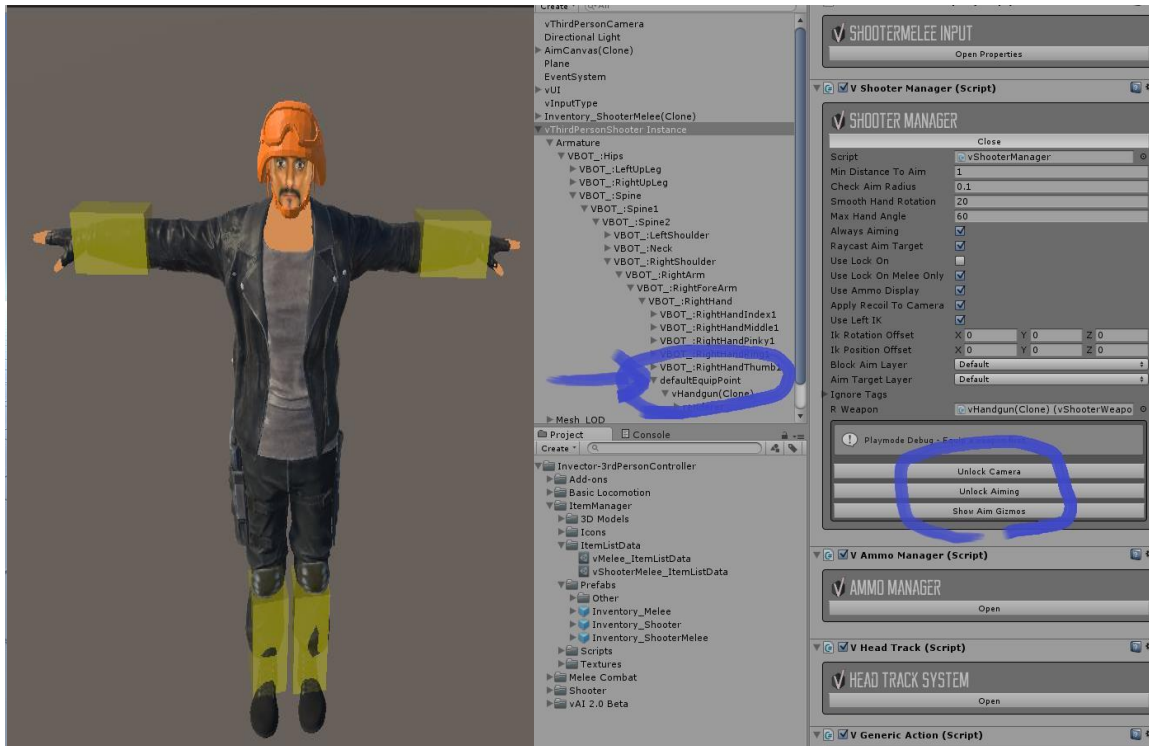 Create
vThirdPersonCamera
Directional Light
AimCanvas(Clone)
Plane
EventSystem
vUI
vInputType
Inventory_ShooterMelee(Clone)
vThirdPersonShooter Instance
Armature
VBOT_:Hips
VBOT_:LeftUpLeg
VBOT_:RightUpLeg
VBOT_:Spine
VBOT_:Spine1
VBOT_:Spine2
VBOT_:LeftShoulder
VBOT_:Neck
VBOT_:RightShoulder
VBOT_:RightArm
VBOT_:RightForeArm
VBOT_:RightHand
VBOT_:RightHandIndex1
VBOT_:RightHandMiddle1
VBOT_:RightHandPinky1
VBOT_:RightHandThumb1
defaultEquipPoint
vHandgun(Clone)
Mesh_LOD
Project
Console
Create
Invector-3rdPersonController
Add-ons
Basic Locomotion
ItemManager
3D Models
Icons
ItemListData
vMelee_ItemListData
vShooterMelee_ItemListData
Prefabs
Other
Inventory_Melee
Inventory_Shooter
Inventory_ShooterMelee
Scripts
Textures
Melee Combat
Shooter
vAI 2.0 Beta
SHOOTERMELEE INPUT
Open Properties
V Shooter Manager (Script)
SHOOTER MANAGER
Close
Script vShooterManager
Min Distance To Aim 1
Check Aim Radius 0.1
Smooth Hand Rotation 20
Max Hand Angle 60
Always Aiming
Raycast Aim Target
Use Lock On
Use Lock On Melee Only
Use Ammo Display
Apply Recoil To Camera
Use Left IK
Ik Rotation Offset X 0 Y 0 Z 0
Ik Position Offset X 0 Y 0 Z 0
Block Aim Layer Default
Aim Target Layer Default
Ignore Tags
R Weapon vHandgun(Clone) (vShooterWeapo
Playmode Debug -
Unlock Camera
Unlock Aiming
Show Aim Gizmos
V Ammo Manager (Script)
AMMO MANAGER
Open
V Head Track (Script)
HEAD TRACK SYSTEM
Open
V Generic Action (Script)